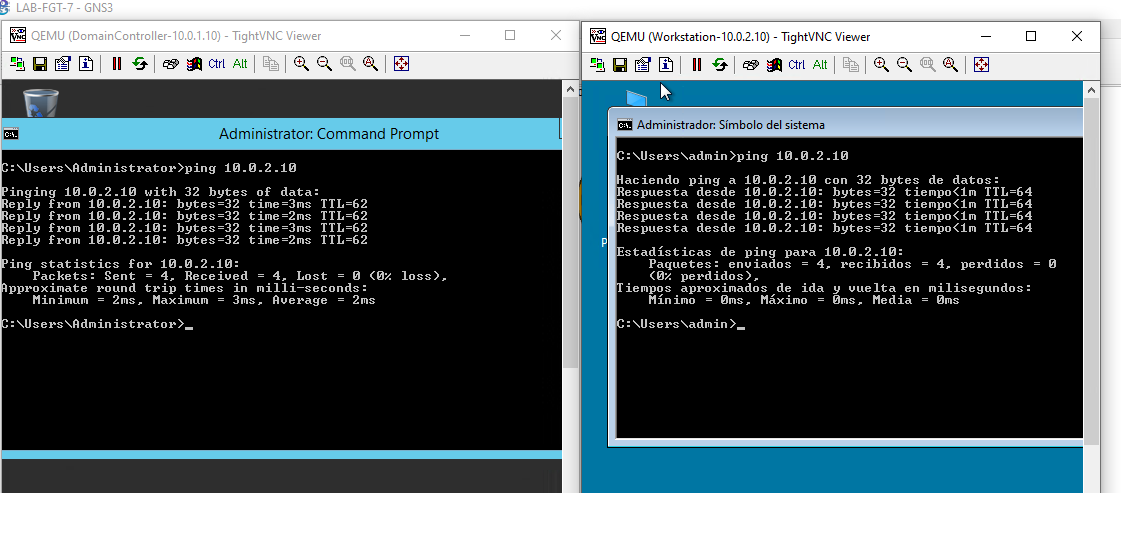 LAB-FGT-7 - GNS3
QEMU (DomainController-10.0.1.10) - TightVNC Viewer
Ctrl Alt
Administrator: Command Prompt
C:\Users\Administrator>ping 10.0.2.10
Pinging 10.0.2.10 with 32 bytes of data:
Reply from 10.0.2.10: bytes=32 time=3ms TTL=62
Reply from 10.0.2.10: bytes=32 time=2ms TTL=62
Reply from 10.0.2.10: bytes=32 time=3ms TTL=62
Reply from 10.0.2.10: bytes=32 time=2ms TTL=62
Ping statistics for 10.0.2.10:
Packets: Sent = 4, Received = 4, Lost = 0 (0% loss),
Approximate round trip times in milli-seconds:
Minimum = 2ms, Maximum = 3ms, Average = 2ms
C:\Users\Administrator>_
QEMU (Workstation-10.0.2.10) - TightVNC Viewer
Ctrl Alt
Administrador: Símbolo del sistema
C:\Users\admin>ping 10.0.2.10
Haciendo ping a 10.0.2.10 con 32 bytes de datos:
Respuesta desde 10.0.2.10: bytes=32 tiempo<1m TTL=64
Respuesta desde 10.0.2.10: bytes=32 tiempo<1m TTL=64
Respuesta desde 10.0.2.10: bytes=32 tiempo<1m TTL=64
Respuesta desde 10.0.2.10: bytes=32 tiempo<1m TTL=64
Estadísticas de ping para 10.0.2.10:
Paquetes: enviados = 4, recibidos = 4, perdidos = 0
(0% perdidos),
Tiempos aproximados de ida y vuelta en milisegundos:
Mínimo = 0ms, Máximo = 0ms, Media = 0ms
C:\Users\admin>_